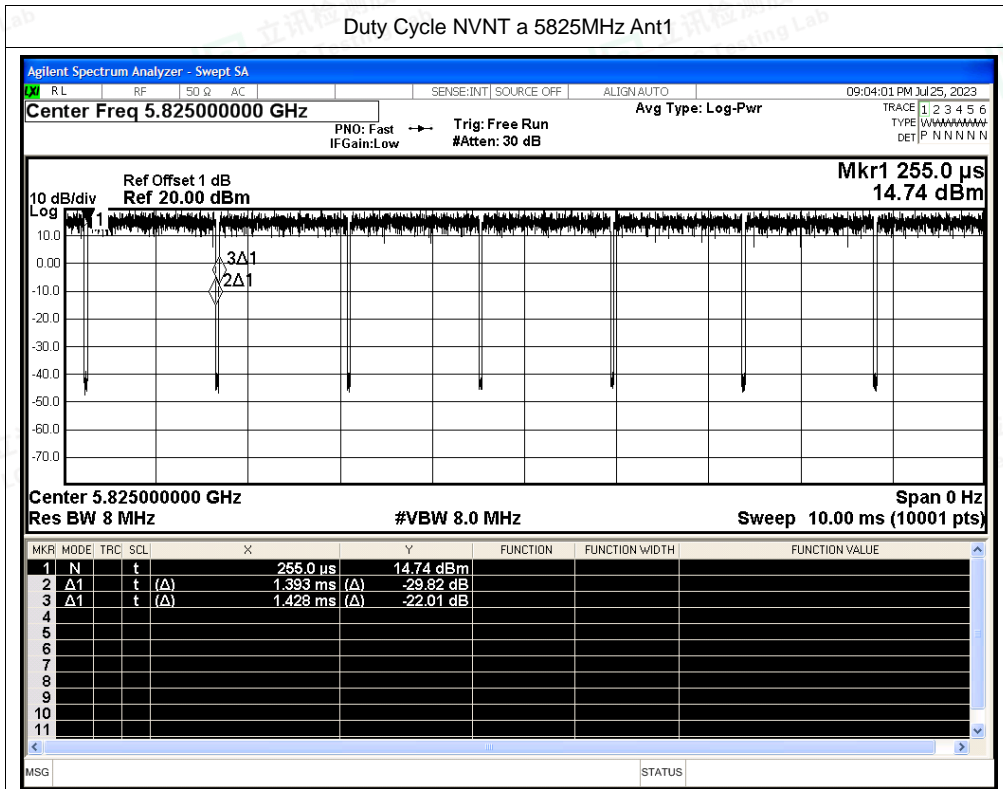 Duty Cycle NVNT a 5825MHz Ant1
Agilent Spectrum Analyzer - Swept SA
LXI RL RF 50 Ω AC SENSE:INT SOURCE OFF ALIGN AUTO 09:04:01 PM Jul 25, 2023
Center Freq 5.825000000 GHz Avg Type: Log-Pwr TRACE 1 2 3 4 5 6
PNO: Fast Trig: Free Run TYPE W
IFGain:Low #Atten: 30 dB DET P N N N N N
Mkr1 255.0 µs
14.74 dBm
Ref Offset 1 dB
10 dB/div Ref 20.00 dBm
Log
1
10.0
0.00
3Δ1
2Δ1
-10.0
-20.0
-30.0
-40.0
-50.0
-60.0
-70.0
Center 5.825000000 GHz Span 0 Hz
Res BW 8 MHz #VBW 8.0 MHz Sweep 10.00 ms (10001 pts)
MKR MODE TRC SCL X Y FUNCTION FUNCTION WIDTH FUNCTION VALUE
1 N t 255.0 µs 14.74 dBm
2 Δ1 t (Δ) 1.393 ms (Δ) -29.82 dB
3 Δ1 t (Δ) 1.428 ms (Δ) -22.01 dB
4
5
6
7
8
9
10
11
MSG STATUS